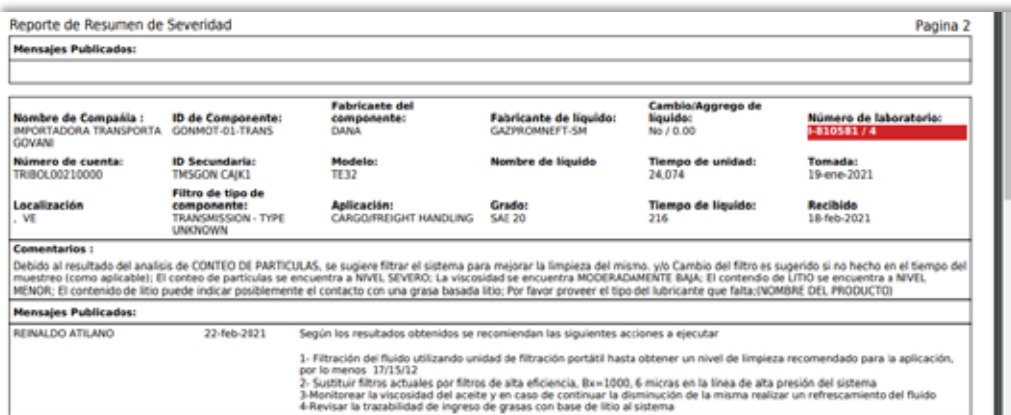 Reporte de Resumen de Severidad
Pagina 2
Mensajes Publicados:
Nombre de Compañia :
IMPORTADORA TRANSPORTA
GOVANI
ID de Componente:
GONMOT-01-TRANS
Fabricante del
componente:
DANA
Fabricante de líquido:
GAZPROMNEFT-SM
Cambio/Aggrego de
líquido:
No / 0.00
Número de laboratorio:
I-810581 / 4
Número de cuenta:
TRIBOL00210000
ID Secundaria:
TMSGON CAJK1
Modelo:
TE32
Nombre de líquido
Tiempo de unidad:
24,074
Tomada:
19-ene-2021
Localización
, VE
Filtro de tipo de
componente:
TRANSMISSION - TYPE
UNKNOWN
Aplicación:
CARGO/FREIGHT HANDLING
Grado:
SAE 20
Tiempo de líquido:
216
Recibido
18-feb-2021
Comentarios :
Debido al resultado del analisis de CONTEO DE PARTICULAS, se sugiere filtrar el sistema para mejorar la limpieza del mismo. y/o Cambio del filtro es sugerido si no hecho en el tiempo del
muestreo (como aplicable); El conteo de partículas se encuentra a NIVEL SEVERO; La viscosidad se encuentra MODERADAMENTE BAJA; El contendio de LITIO se encuentra a NIVEL
MENOR; El contenido de litio puede indicar posiblemente el contacto con una grasa basada litio; Por favor proveer el tipo del lubricante que falta;(NOMBRE DEL PRODUCTO)
Mensajes Publicados:
REINALDO ATILANO
22-feb-2021
Según los resultados obtenidos se recomiendan las siguientes acciones a ejecutar
1- Filtración del fluido utilizando unidad de filtración portátil hasta obtener un nivel de limpieza recomendado para la aplicación,
por lo menos 17/15/12
2- Sustituir filtros actuales por filtros de alta eficiencia, Bx=1000, 6 micras en la línea de alta presión del sistema
3-Monitorear la viscosidad del aceite y en caso de continuar la disminución de la misma realizar un refrescamiento del fluido
4-Revisar la trazabilidad de ingreso de grasas con base de litio al sistema